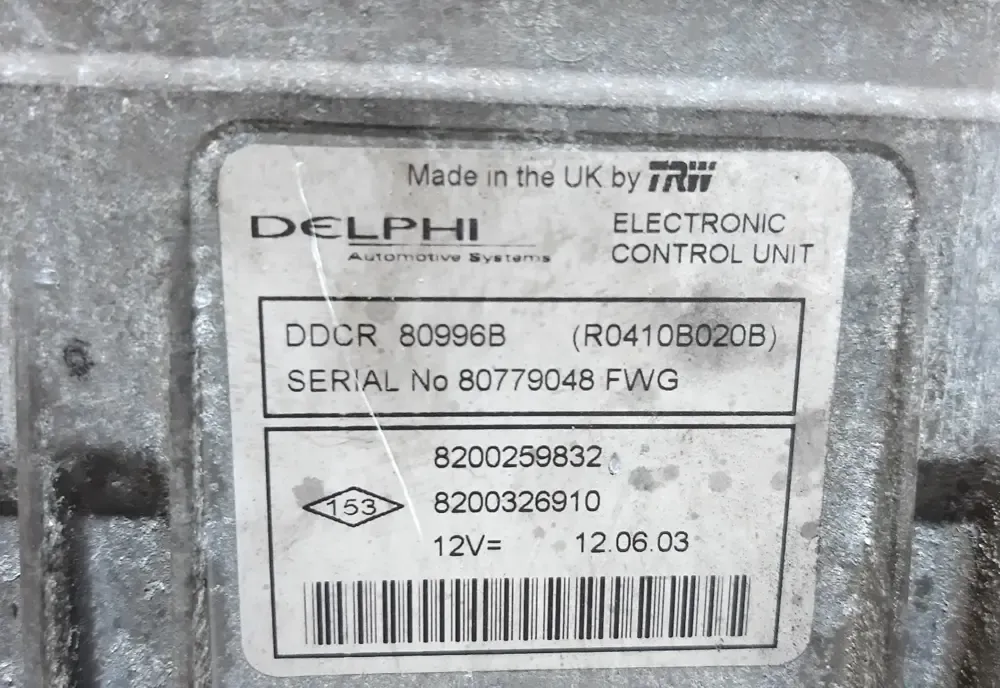 Made in the UK by TRW
DELPHI
Automotive Systems
ELECTRONIC
CONTROL UNIT
DDCR 80996B (R0410B020B)
SERIAL No 80779048 FWG
8200259832
153
8200326910
12V= 12.06.03